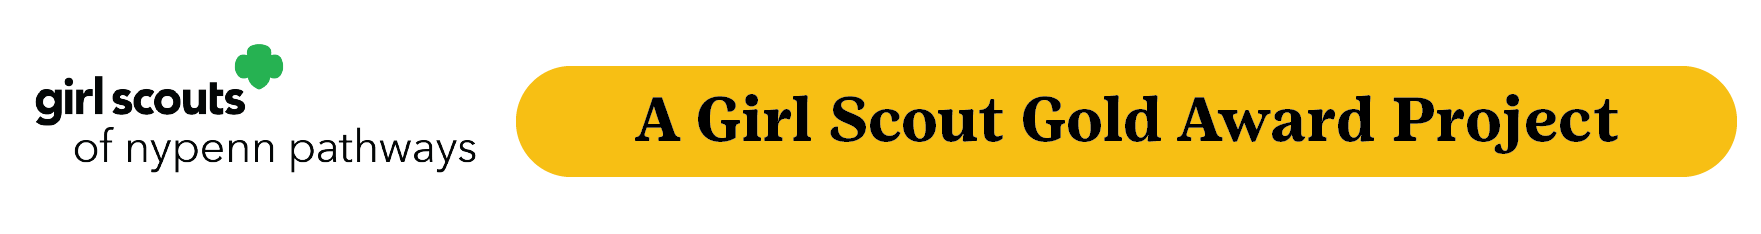 girl scouts
of nypenn pathways
A Girl Scout Gold Award Project